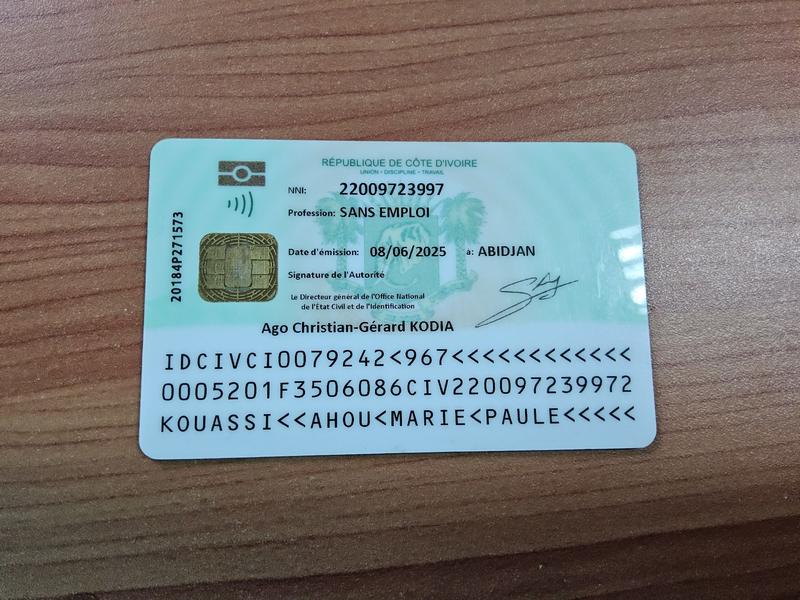 RÉPUBLIQUE DE CÔTE D'IVOIRE
UNION - DISCIPLINE - TRAVAIL
NNI: 22009723997
Profession: SANS EMPLOI
Date d'émission: 08/06/2025 à: ABIDJAN
Signature de l'Autorité
Le Directeur général de l'Office National
de l'État Civil et de l'Identification
Ago Christian-Gérard KODIA
20184P271573
IDCIVCI0079242<967<<<<<<<<<<<<
0005201F3506086CIV220097239972
KOUASSI<<AHOU<MARIE<PAULE<<<<<